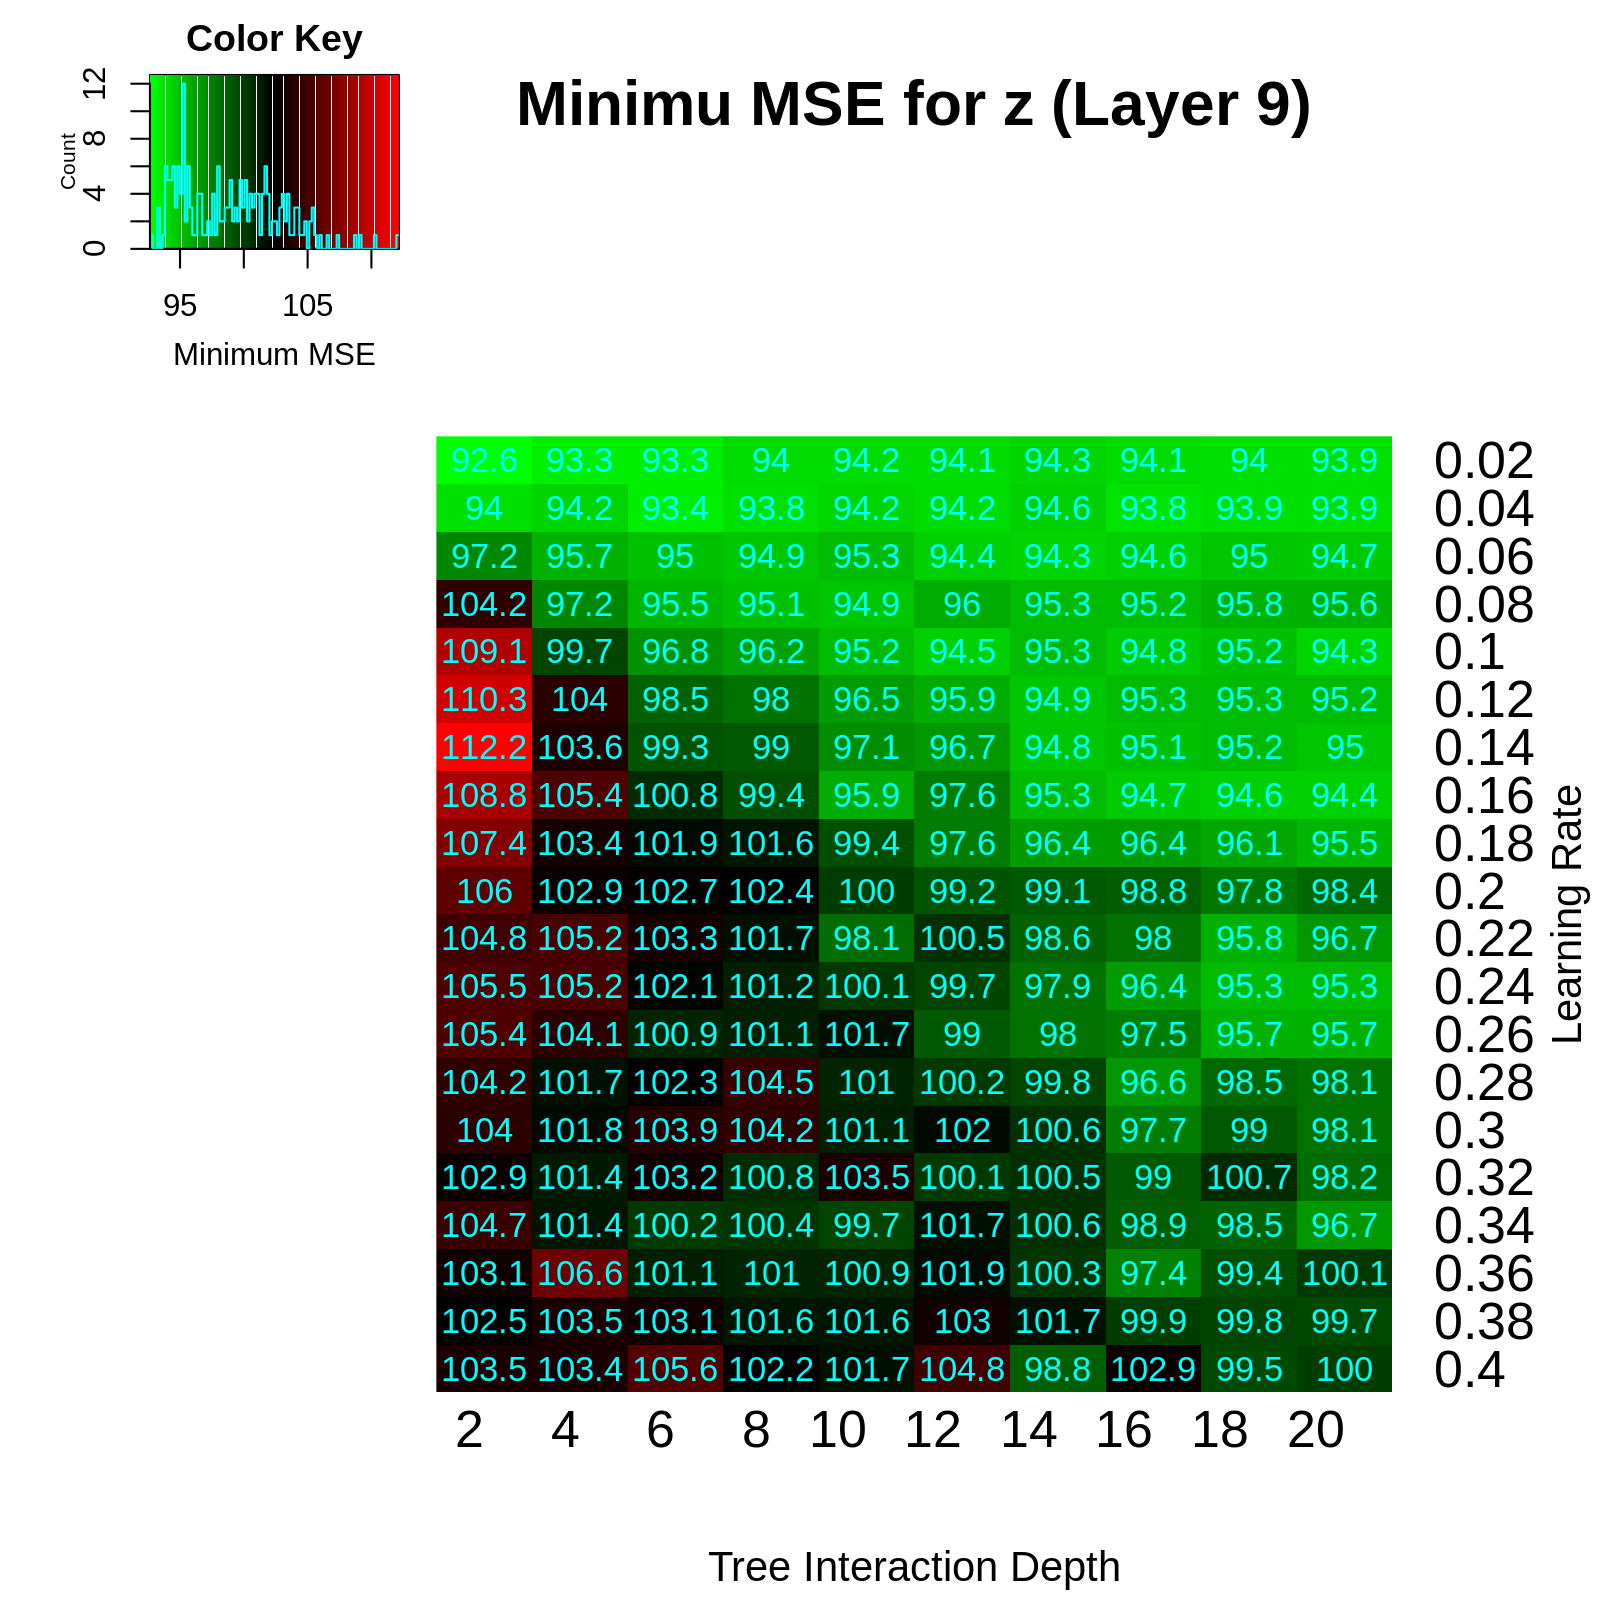 Color Key
Minimu MSE for z (Layer 9)
Count
0 4 8 12
95 105
Minimum MSE
92.6 93.3 93.3 94 94.2 94.1 94.3 94.1 94 93.9 0.02
94 94.2 93.4 93.8 94.2 94.2 94.6 93.8 93.9 93.9 0.04
97.2 95.7 95 94.9 95.3 94.4 94.3 94.6 95 94.7 0.06
104.2 97.2 95.5 95.1 94.9 96 95.3 95.2 95.8 95.6 0.08
109.1 99.7 96.8 96.2 95.2 94.5 95.3 94.8 95.2 94.3 0.1
110.3 104 98.5 98 96.5 95.9 94.9 95.3 95.3 95.2 0.12
112.2 103.6 99.3 99 97.1 96.7 94.8 95.1 95.2 95 0.14
108.8 105.4 100.8 99.4 95.9 97.6 95.3 94.7 94.6 94.4 0.16
107.4 103.4 101.9 101.6 99.4 97.6 96.4 96.4 96.1 95.5 0.18
106 102.9 102.7 102.4 100 99.2 99.1 98.8 97.8 98.4 0.2
104.8 105.2 103.3 101.7 98.1 100.5 98.6 98 95.8 96.7 0.22
105.5 105.2 102.1 101.2 100.1 99.7 97.9 96.4 95.3 95.3 0.24
105.4 104.1 100.9 101.1 101.7 99 98 97.5 95.7 95.7 0.26
104.2 101.7 102.3 104.5 101 100.2 99.8 96.6 98.5 98.1 0.28
104 101.8 103.9 104.2 101.1 102 100.6 97.7 99 98.1 0.3
102.9 101.4 103.2 100.8 103.5 100.1 100.5 99 100.7 98.2 0.32
104.7 101.4 100.2 100.4 99.7 101.7 100.6 98.9 98.5 96.7 0.34
103.1 106.6 101.1 101 100.9 101.9 100.3 97.4 99.4 100.1 0.36
102.5 103.5 103.1 101.6 101.6 103 101.7 99.9 99.8 99.7 0.38
103.5 103.4 105.6 102.2 101.7 104.8 98.8 102.9 99.5 100 0.4
Learning Rate
2 4 6 8 10 12 14 16 18 20
Tree Interaction Depth